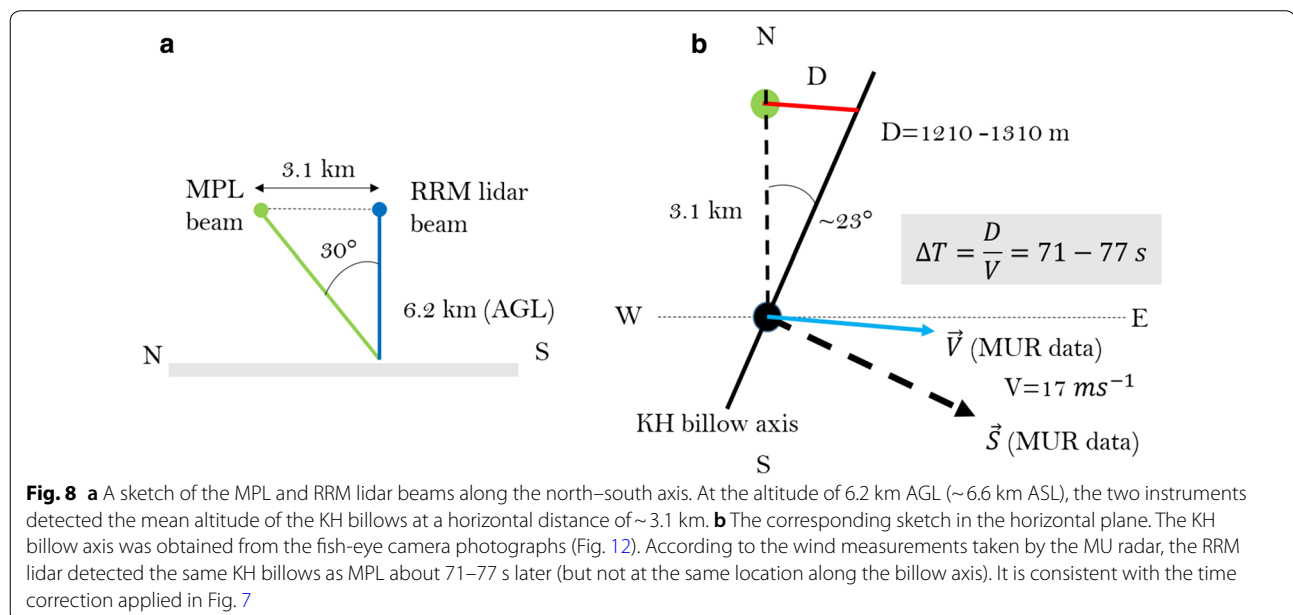 a
3.1 km
MPL
beam
RRM lidar
beam
30°
6.2 km (AGL)
N
S
b
N
D
D=1210 -1310 m
3.1 km
~23°
ΔT = D/V = 71 − 77 s
W
E
V⃗ (MUR data)
V=17 ms⁻¹
KH billow axis
S⃗ (MUR data)
S
Fig. 8 a A sketch of the MPL and RRM lidar beams along the north–south axis. At the altitude of 6.2 km AGL (~ 6.6 km ASL), the two instruments
detected the mean altitude of the KH billows at a horizontal distance of ~ 3.1 km. b The corresponding sketch in the horizontal plane. The KH
billow axis was obtained from the fish-eye camera photographs (Fig. 12). According to the wind measurements taken by the MU radar, the RRM
lidar detected the same KH billows as MPL about 71–77 s later (but not at the same location along the billow axis). It is consistent with the time
correction applied in Fig. 7